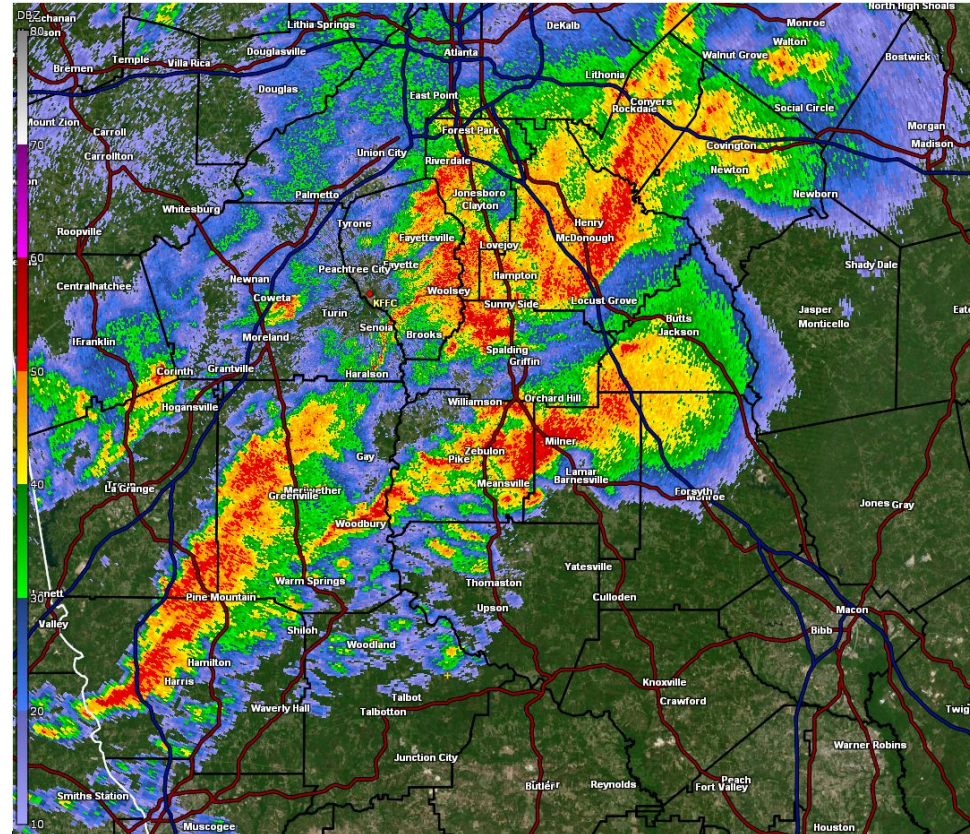 DBZ
80
Lithia Springs
DeKalb
Monroe
North High Shoals
Bremen
Temple
Villa Rica
Douglasville
Atlanta
Walnut Grove
Walton
Bostwick
Douglas
East Point
Lithonia
Conyers
Rockdale
Social Circle
Mount Zion
Carroll
Carrollton
70
Forest Park
Union City
Riverdale
Covington
Newton
Morgan
Madison
Palmetto
Jonesboro
Clayton
Newborn
Whitesburg
Roopville
Tyrone
Fayetteville
Henry
McDonough
Lovejoy
60
Peachtree City
Fayette
Shady Dale
Centralhatchee
Newnan
Hampton
Woolsey
KFFC
Coweta
Turin
Sunny Side
Locust Grove
Jasper
Monticello
Senoia
Brooks
Butts
Jackson
Moreland
Franklin
Spalding
Griffin
50
Corinth
Grantville
Haralson
Hogansville
Williamson
Orchard Hill
Milner
Zebulon
Pike
Gay
Lamar
Barnesville
Meansville
40
La Grange
Meriwether
Greenville
Forsyth
Monroe
Jones
Gray
Woodbury
Yatesville
Warm Springs
Thomaston
30
Pine Mountain
Culloden
Upson
Macon
Valley
Shiloh
Bibb
Woodland
Hamilton
Harris
Knoxville
Crawford
Talbot
Talbotton
Waverly Hall
20
Warner Robins
Junction City
Butler
Reynolds
Peach
Fort Valley
Smiths Station
10
Muscogee
Houston